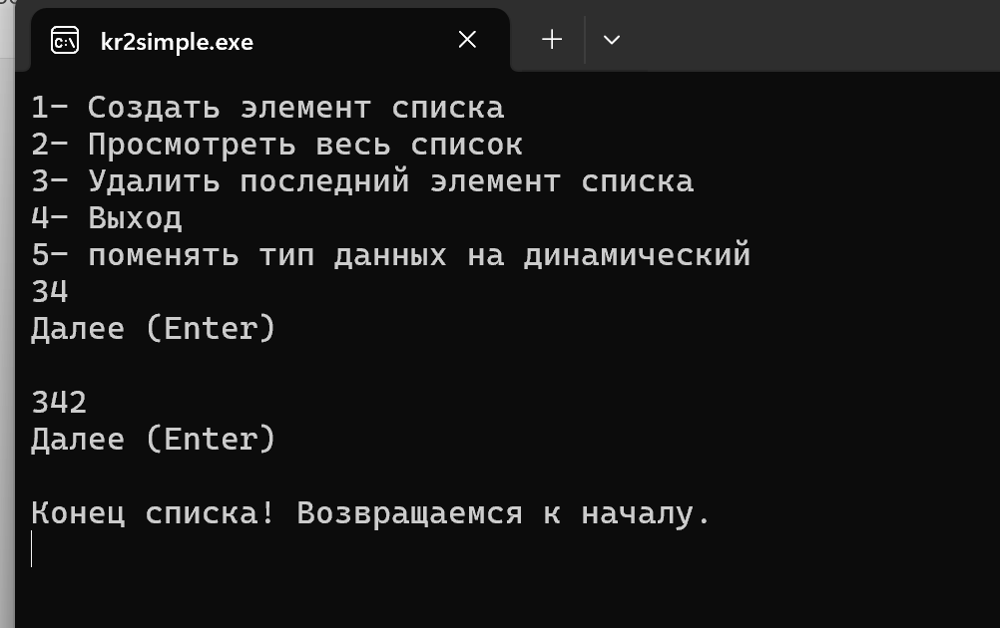 kr2simple.exe
1- Создать элемент списка
2- Просмотреть весь список
3- Удалить последний элемент списка
4- Выход
5- поменять тип данных на динамический
34
Далее (Enter)
342
Далее (Enter)
Конец списка! Возвращаемся к началу.